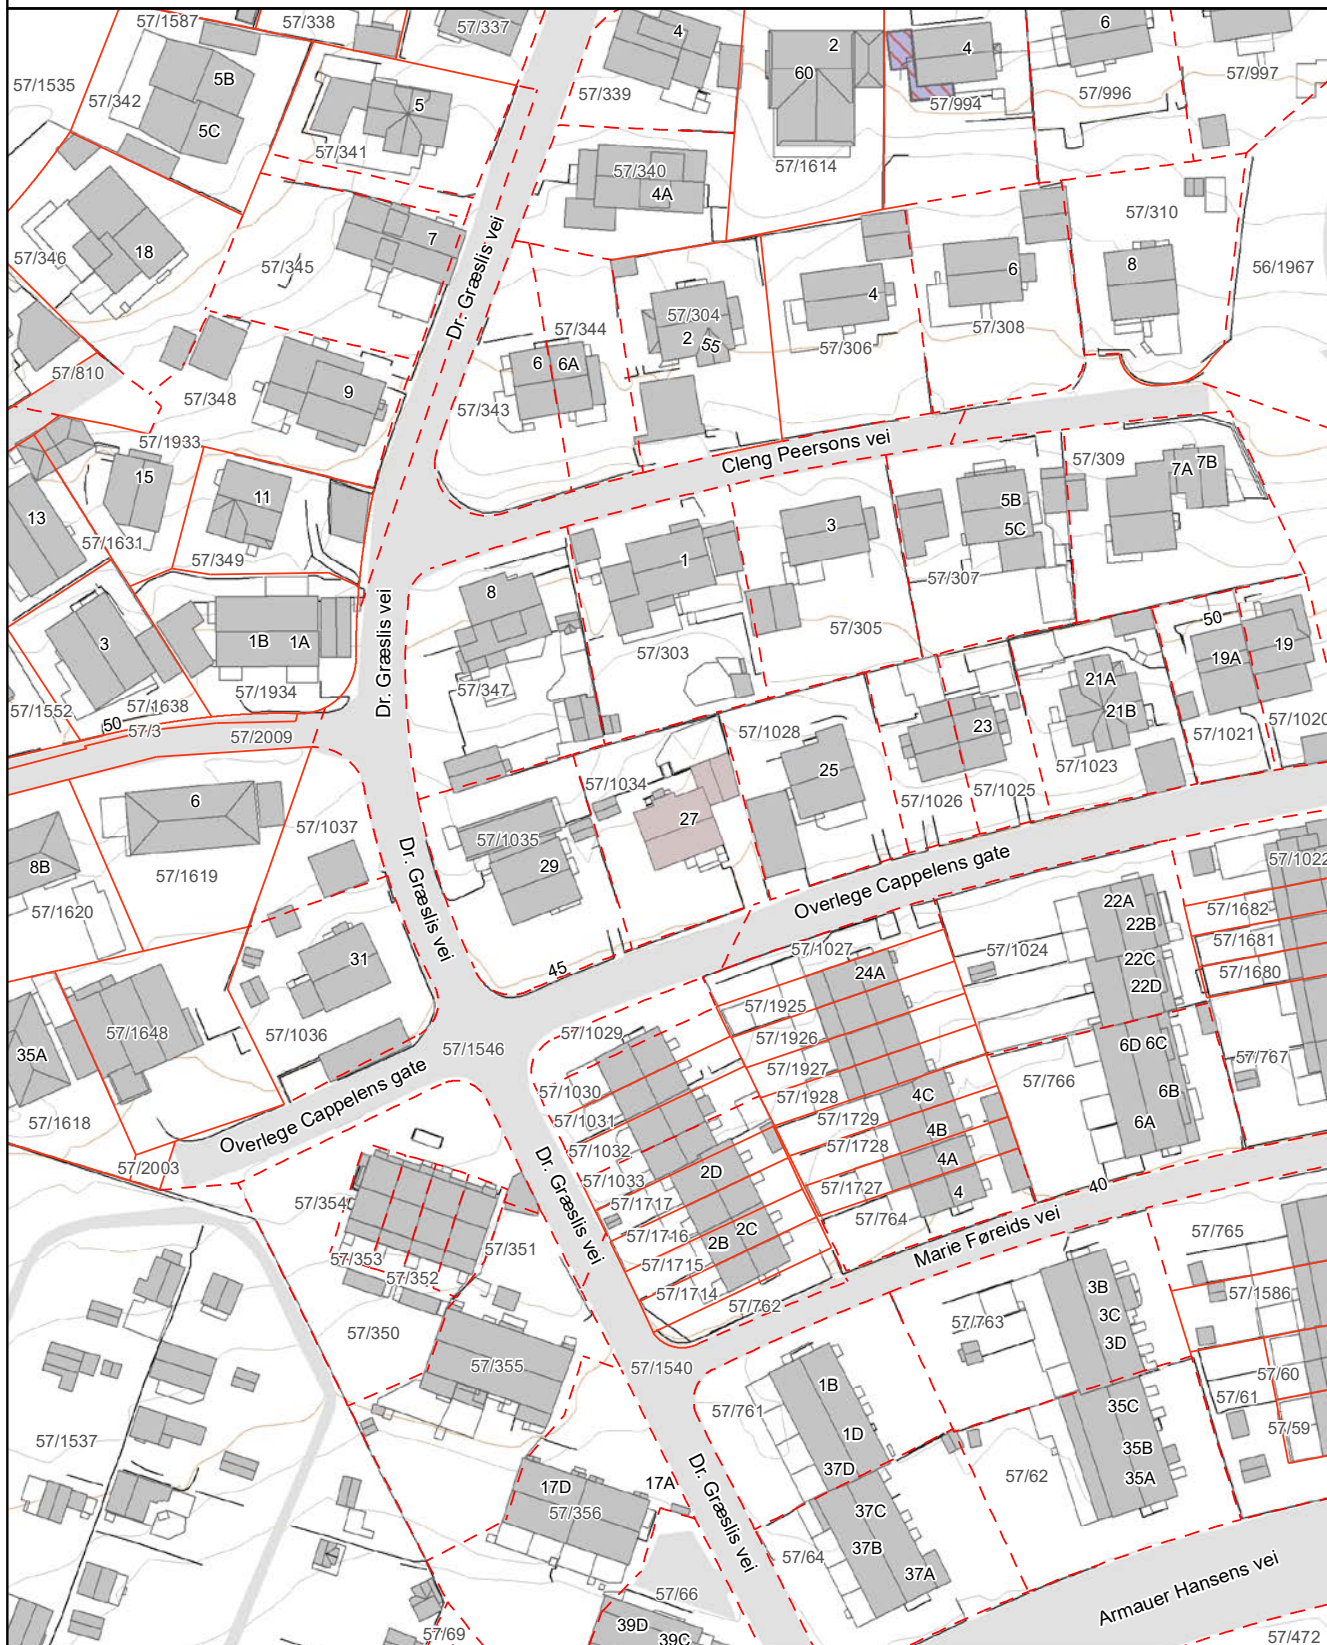 57/1587
57/338
57/337
4
2
4
6
5B
60
57/1535
57/342
5
57/339
57/994
57/996
57/997
5C
57/341
57/340
57/1614
4A
57/310
18
7
57/346
57/345
Dr. Græslis vei
6
8
56/1967
4
57/304
57/344
57/308
2
55
57/306
57/810
6
6A
9
57/348
57/343
57/1933
Cleng Peersons vei
57/309
7A
7B
15
11
5B
13
3
5C
57/1631
57/349
1
57/307
8
Dr. Græslis vei
50
3
1B
1A
57/305
57/303
19A
19
21A
57/347
57/1934
57/1552
57/1638
21B
50
57/3
57/2009
23
57/1020
57/1021
57/1028
57/1023
25
57/1034
57/1025
57/1026
6
27
57/1037
57/1035
8B
Dr. Græslis vei
29
57/1022
57/1619
Overlege Cappelens gate
22A
57/1620
57/1682
22B
57/1681
57/1027
57/1024
31
22C
45
24A
57/1680
22D
57/1925
57/1648
57/1036
57/1029
57/1926
6D
6C
57/1546
35A
57/1927
57/767
57/766
57/1030
6B
57/1928
4C
57/1031
57/1729
6A
57/1618
Overlege Cappelens gate
4B
57/1032
57/1728
57/2003
2D
4A
57/1033
57/1727
40
4
57/354
57/1717
Dr. Græslis vei
57/764
57/1716
2C
57/351
57/765
2B
Marie Føreids vei
57/353
57/1715
57/352
3B
57/1714
57/1586
57/762
3C
57/350
57/763
3D
57/355
57/1540
57/60
1B
57/61
57/761
35C
57/59
1D
57/1537
35B
37D
57/62
35A
17D
17A
Dr. Græslis vei
37C
57/356
37B
57/64
37A
57/66
Armauer Hansens vei
39D
57/69
39C
57/472